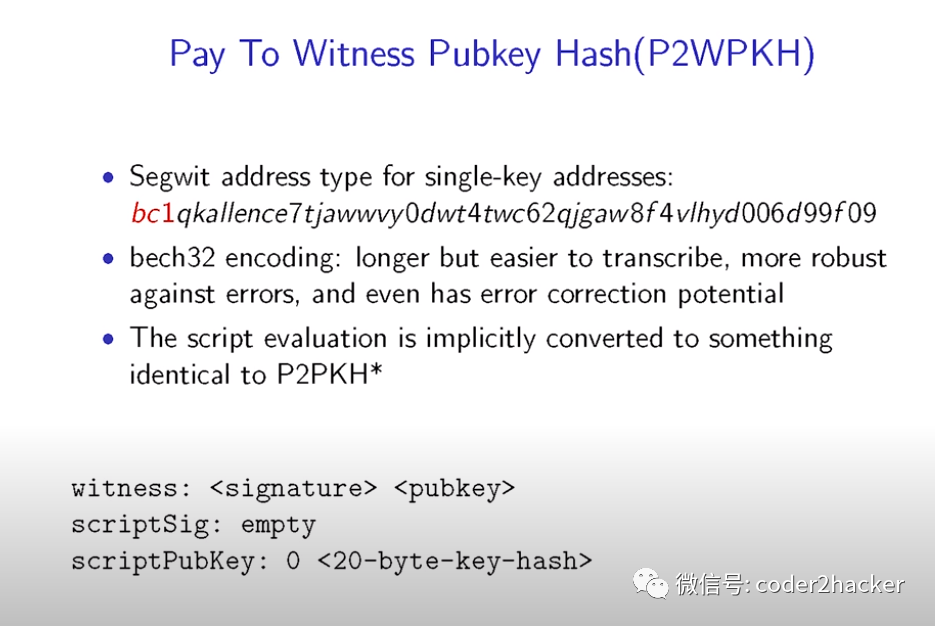 Pay To Witness Pubkey Hash(P2WPKH)
• Segwit address type for single-key addresses:
bc1qkallence7tjawwvy0dwt4twc62qjgaw8f4vlhyd006d99f09
• bech32 encoding: longer but easier to transcribe, more robust
against errors, and even has error correction potential
• The script evaluation is implicitly converted to something
identical to P2PKH*
witness: <signature> <pubkey>
scriptSig: empty
scriptPubKey: 0 <20-byte-key-hash>
微信号: coder2hacker